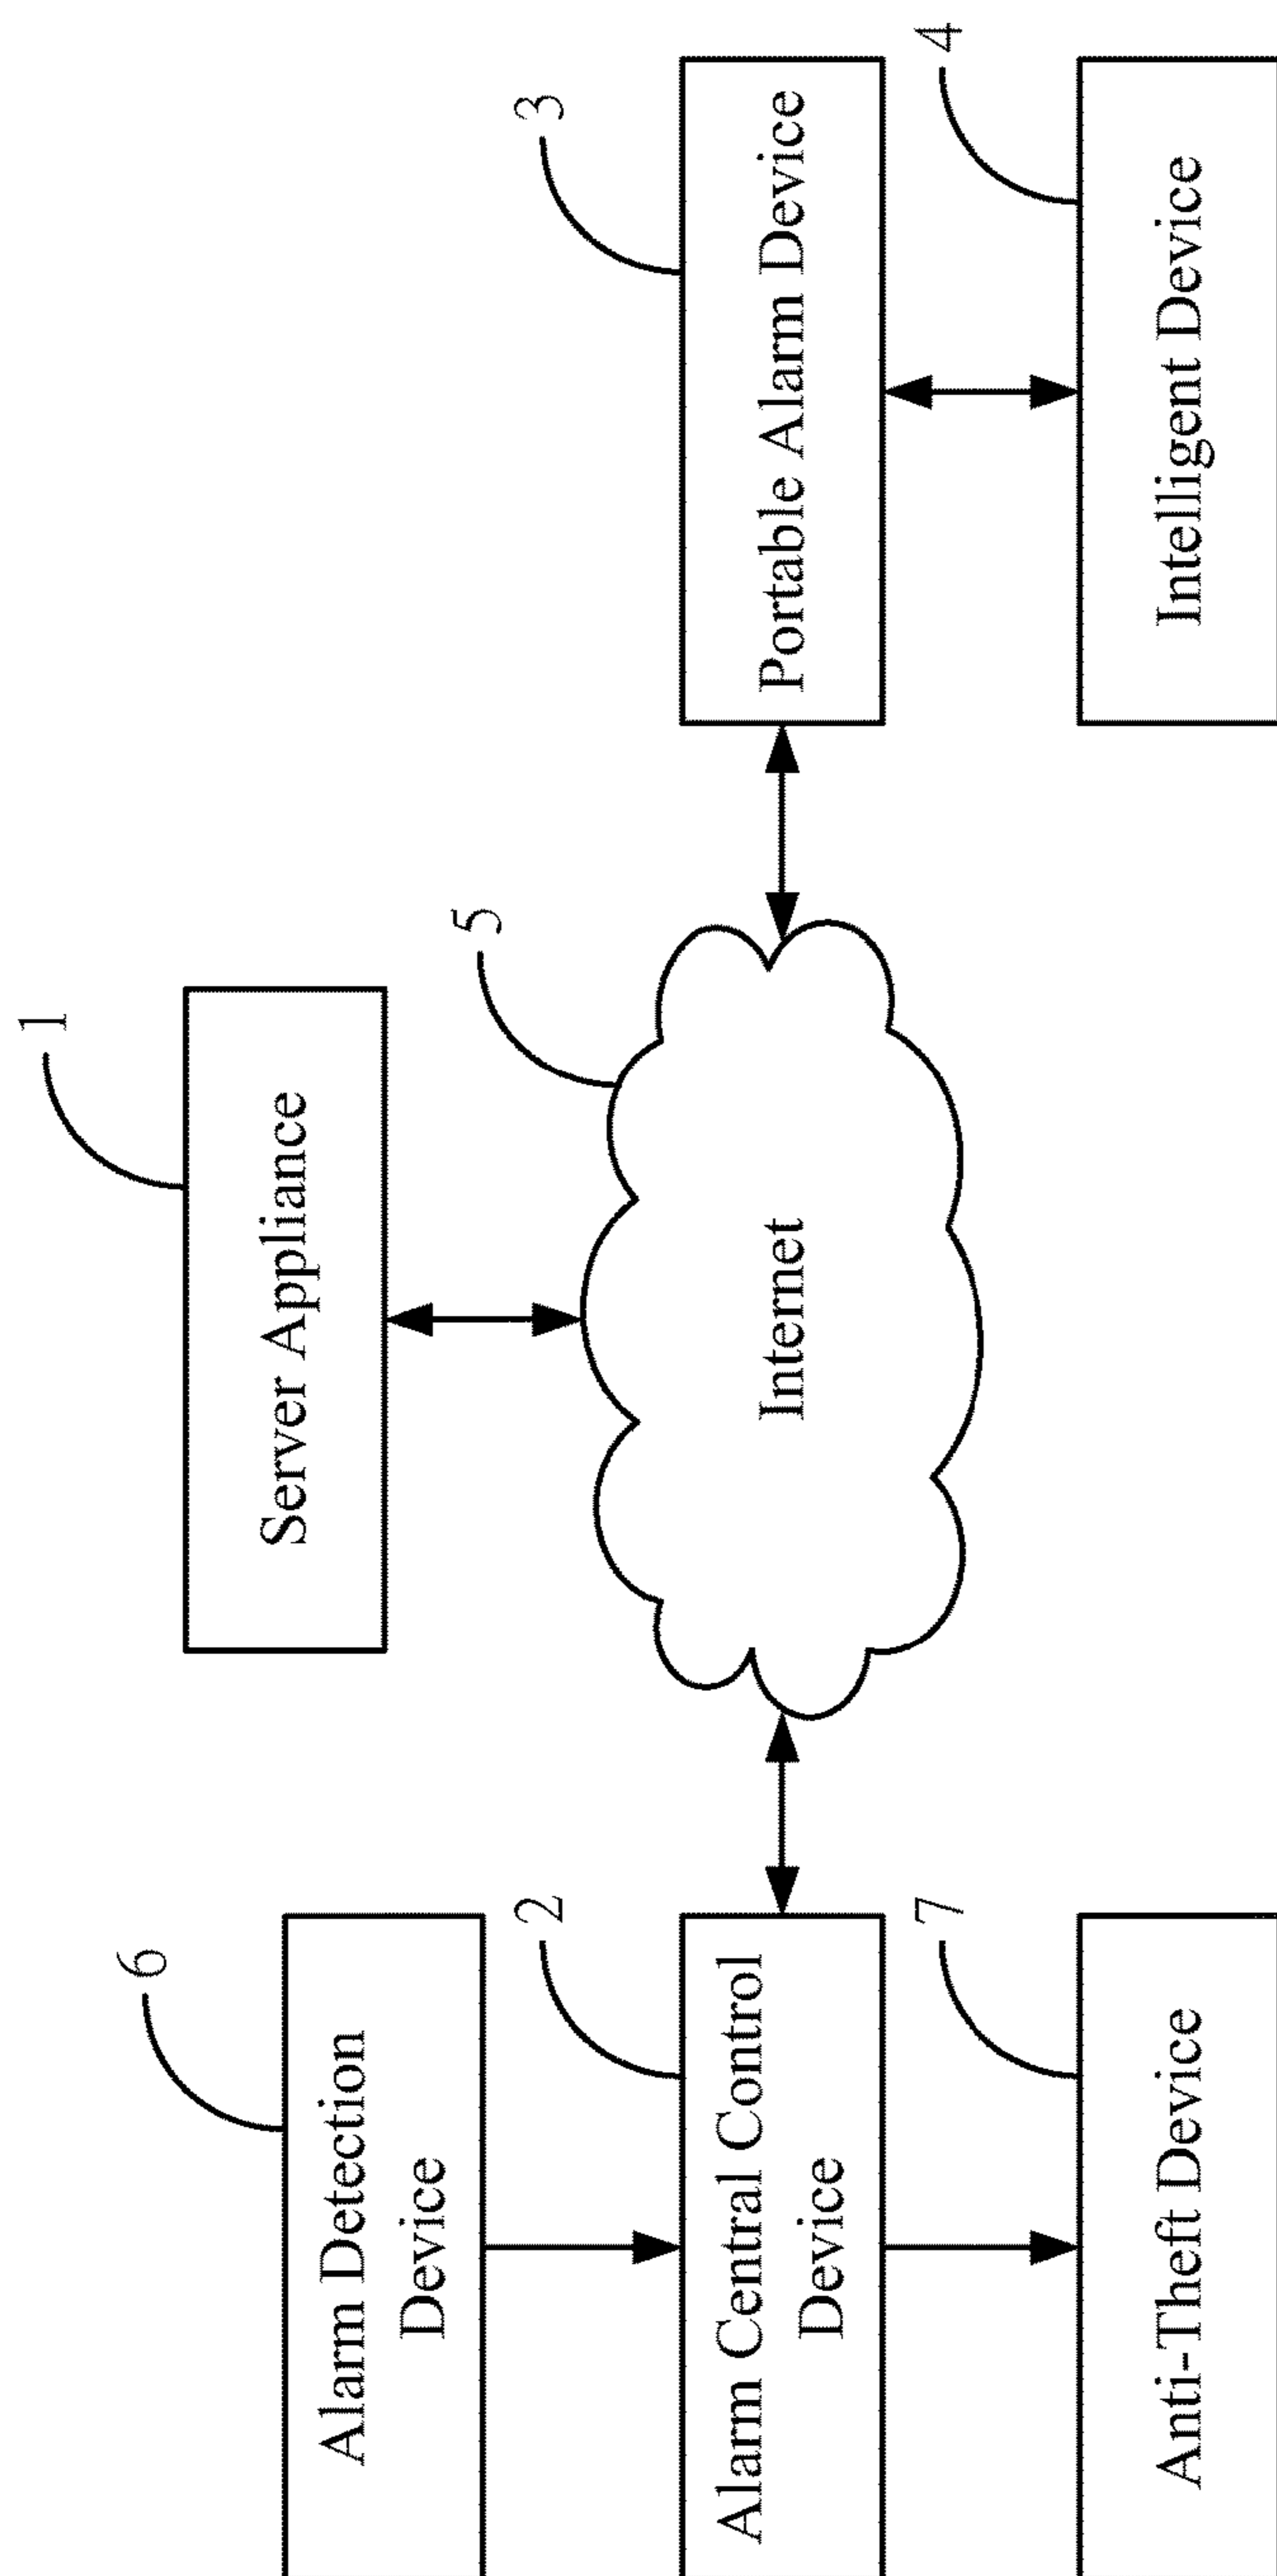 1
Server Appliance
6
Alarm Detection
Device
5
Internet
2
Alarm Central Control
Device
3
Portable Alarm Device
7
Anti-Theft Device
4
Intelligent Device